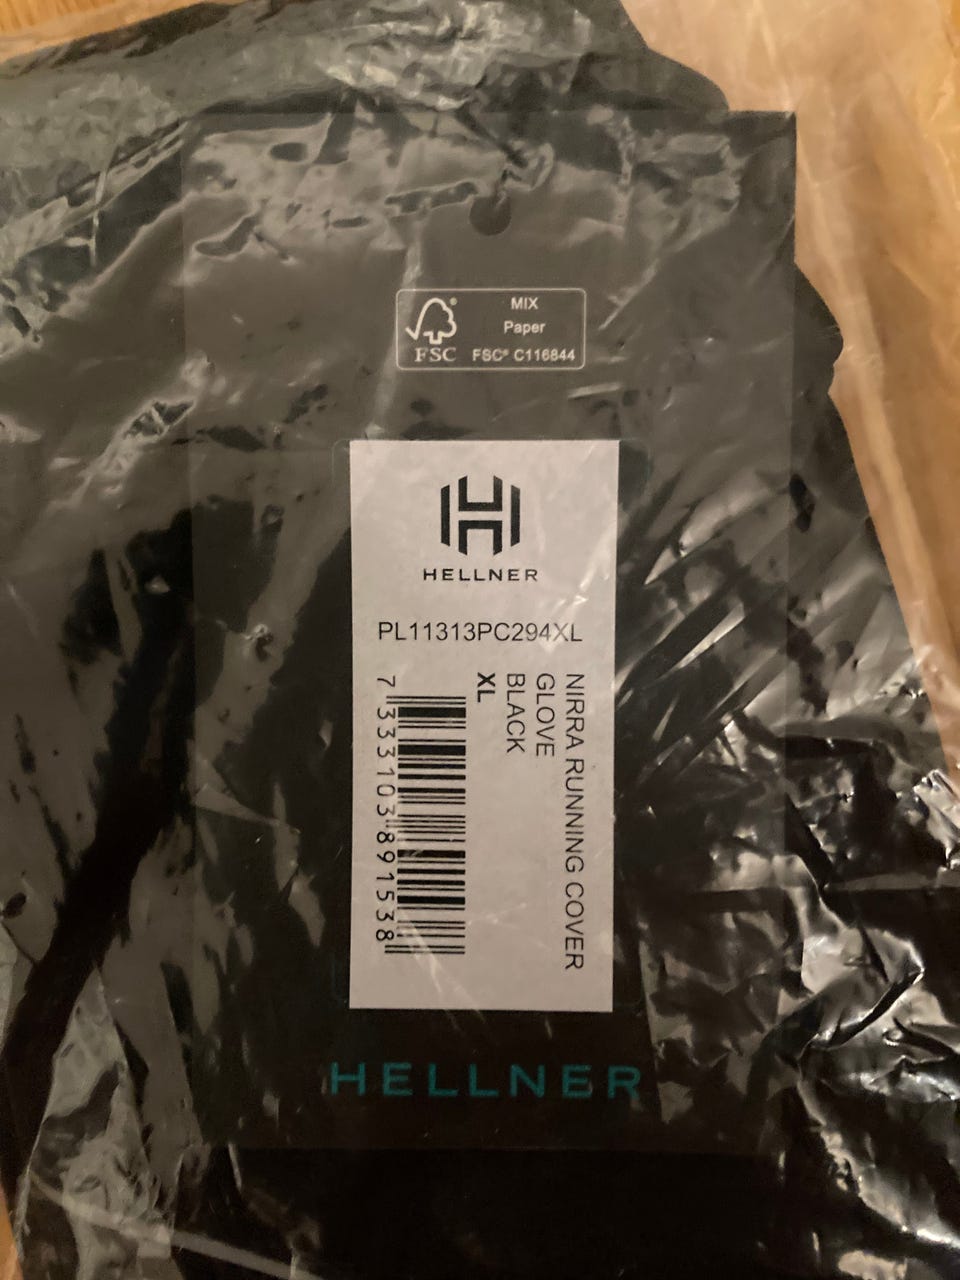 MIX
Paper
FSC
FSC® C116844
HELLNER
PL11313PC294XL
NIRRA RUNNING COVER
GLOVE
BLACK
XL
7 333103 891538
HELLNER